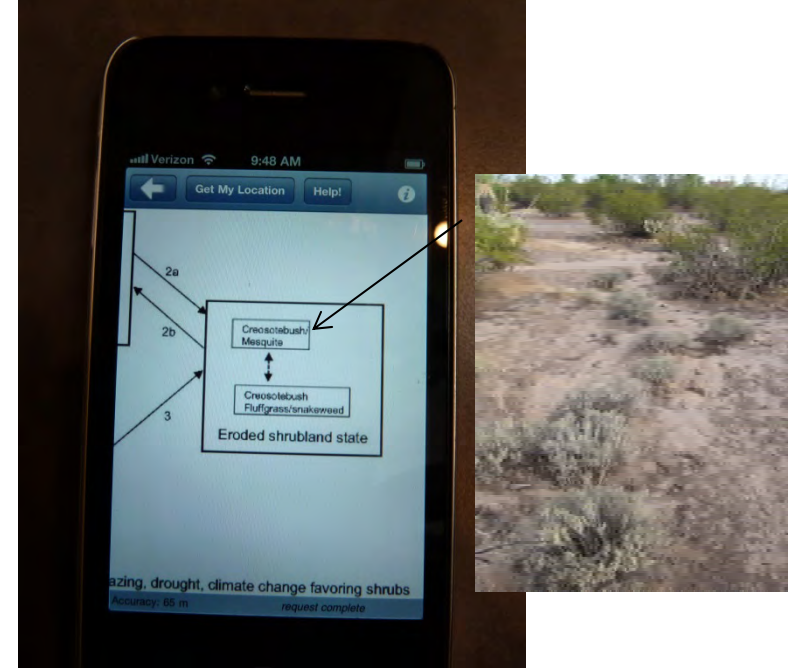 Verizon
9:48 AM
Get My Location
Help!
i
2a
2b
3
Creosotebush/
Mesquite
Creosotebush
Fluffgrass/snakeweed
Eroded shrubland state
azing, drought, climate change favoring shrubs
Accuracy: 65 m
request complete